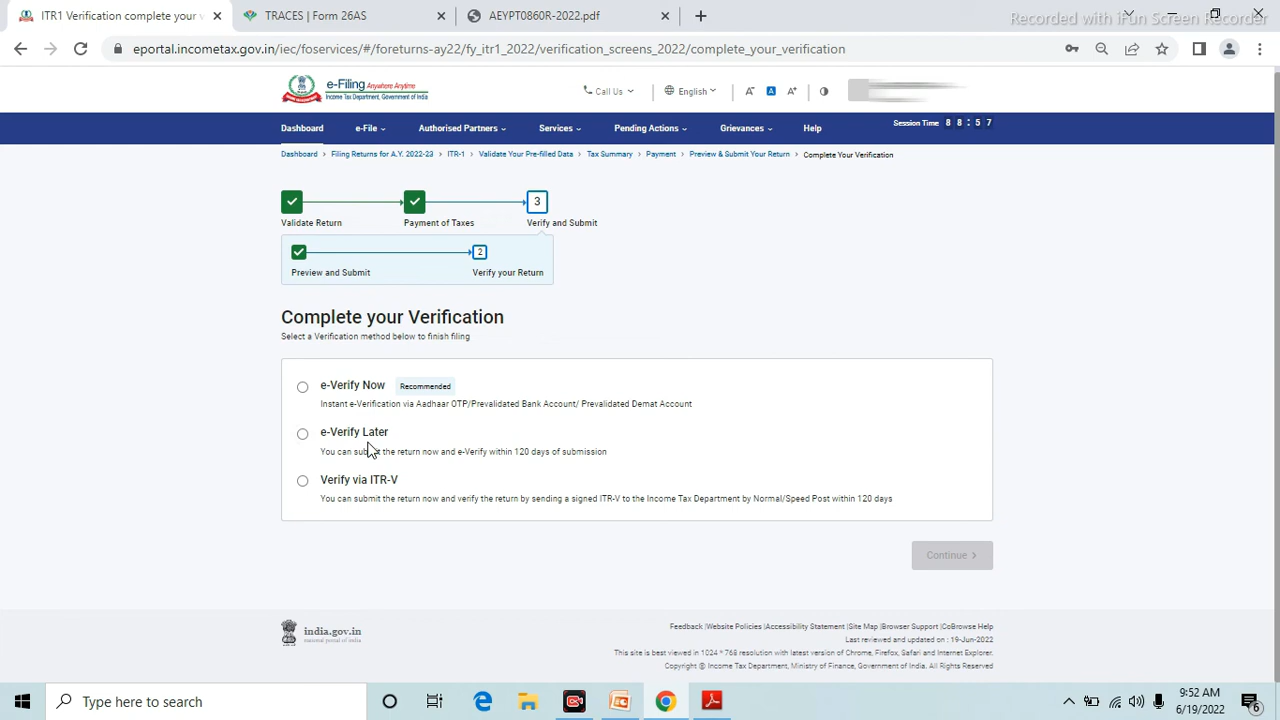 ITR1 Verification complete your v
TRACES | Form 26AS
AEYPT0860R-2022.pdf
Recorded with iFun Screen Recorder
eportal.incometax.gov.in/iec/foservices/#/foreturns-ay22/fy_itr1_2022/verification_screens_2022/complete_your_verification
e-Filing Anywhere Anytime
Income Tax Department, Government of India
Call Us
English
A-
A
A+
Dashboard
e-File
Authorised Partners
Services
Pending Actions
Grievances
Help
Session Time 8 8 : 5 7
Dashboard > Filing Returns for A.Y. 2022-23 > ITR-1 > Validate Your Pre-filled Data > Tax Summary > Payment > Preview & Submit Your Return > Complete Your Verification
3
Validate Return
Payment of Taxes
Verify and Submit
2
Preview and Submit
Verify your Return
Complete your Verification
Select a Verification method below to finish filing
e-Verify Now Recommended
Instant e-Verification via Aadhaar OTP/Prevalidated Bank Account/ Prevalidated Demat Account
e-Verify Later
You can submit the return now and e-Verify within 120 days of submission
Verify via ITR-V
You can submit the return now and verify the return by sending a signed ITR-V to the Income Tax Department by Normal/Speed Post within 120 days
Continue >
india.gov.in
national portal of india
Feedback |Website Policies |Accessibility Statement |Site Map |Browser Support |CoBrowse Help
Last reviewed and updated on : 19-Jun-2022
This site is best viewed in 1024 * 768 resolution with latest version of Chrome, Firefox, Safari and Internet Explorer.
Copyright © Income Tax Department, Ministry of Finance, Government of India. All Rights Reserved
Type here to search
9:52 AM
6/19/2022
6